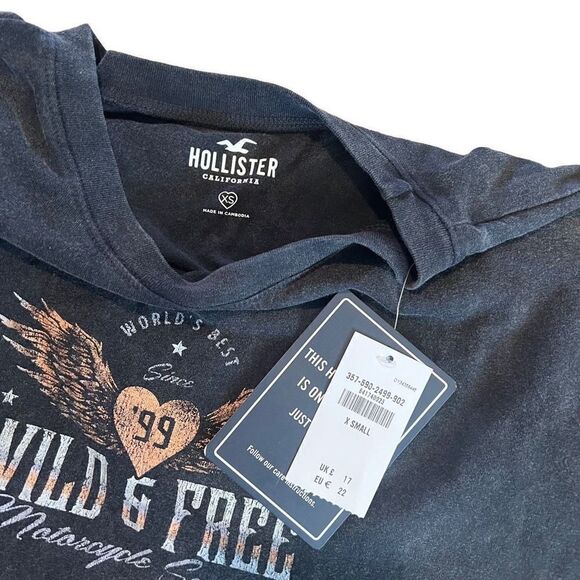 HOLLISTER
CALIFORNIA
XS
MADE IN CAMBODIA
WORLD'S BEST
Since
'99
WILD & FREE
Motorcycle
THIS
IS
JUST
Follow our care instructions.
357-590-2499-902
X SMALL
UK £ 17
EU € 22